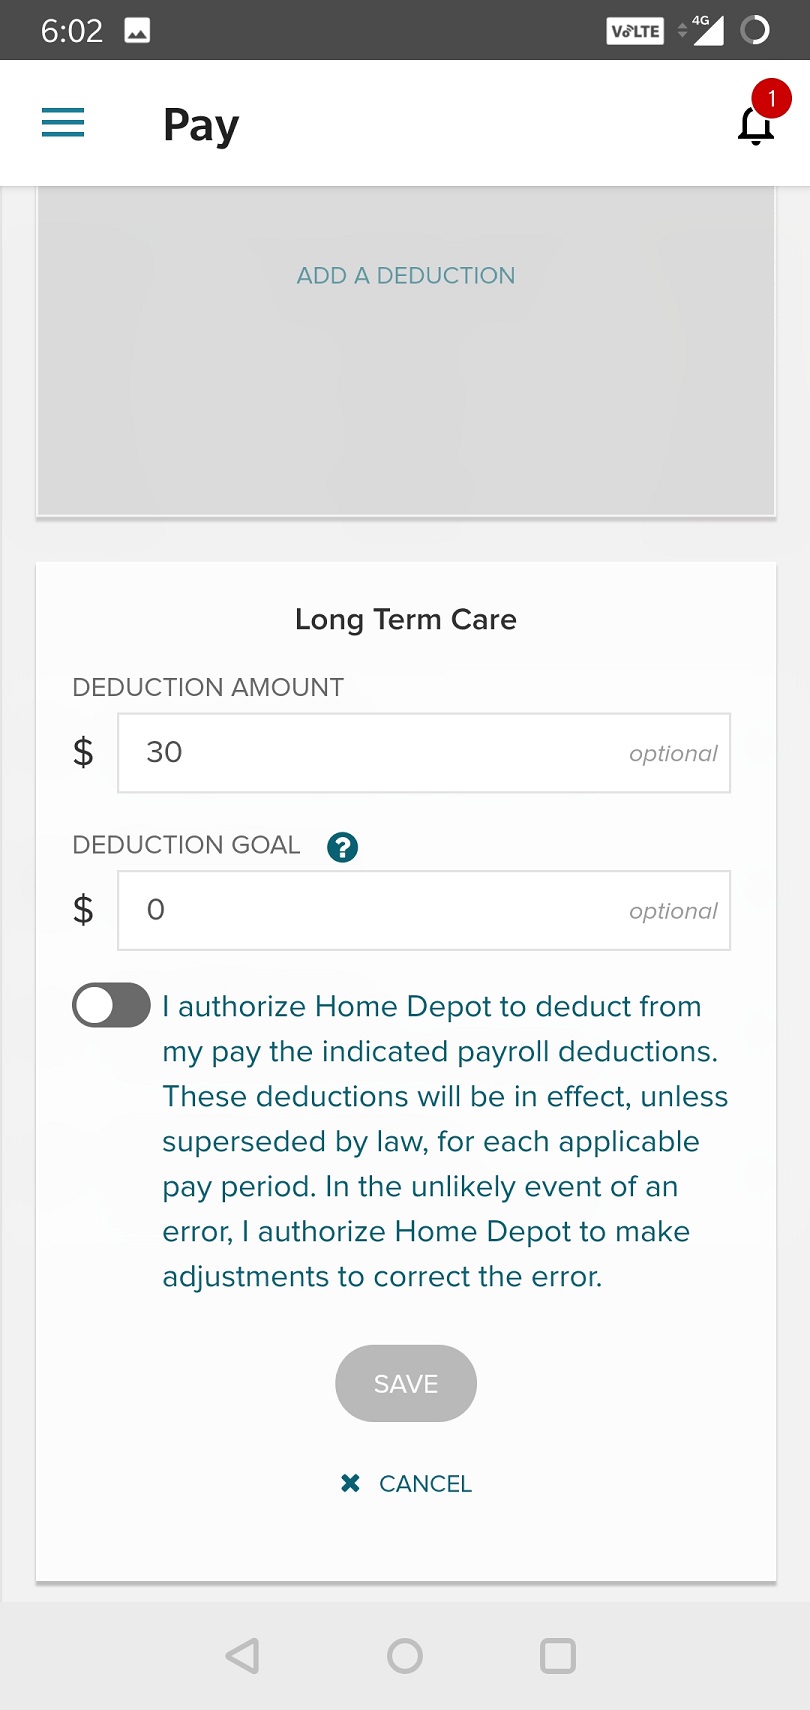 6:02
VoLTE 4G
Pay
1
ADD A DEDUCTION
Long Term Care
DEDUCTION AMOUNT
$ 30 optional
DEDUCTION GOAL ?
$ 0 optional
I authorize Home Depot to deduct from
my pay the indicated payroll deductions.
These deductions will be in effect, unless
superseded by law, for each applicable
pay period. In the unlikely event of an
error, I authorize Home Depot to make
adjustments to correct the error.
SAVE
CANCEL